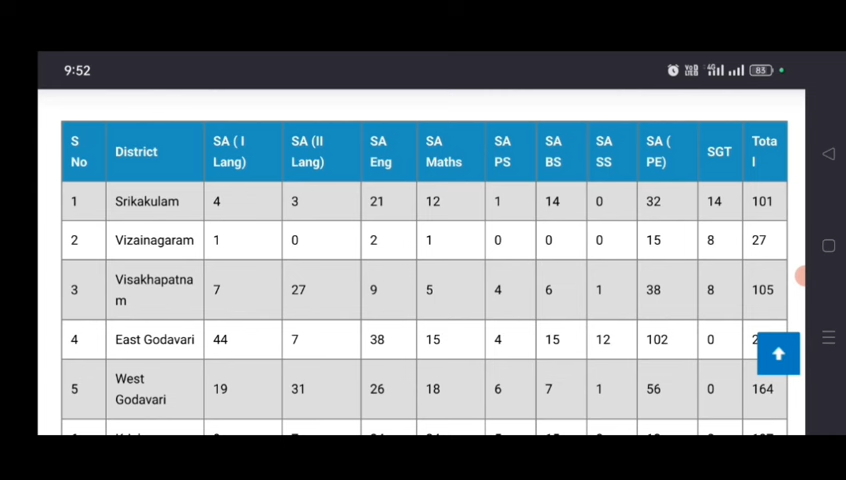 9:52
4G
83
S No District SA ( I Lang) SA (II Lang) SA Eng SA Maths SA PS SA BS SA SS SA ( PE) SGT Total
1 Srikakulam 4 3 21 12 1 14 0 32 14 101
2 Vizainagaram 1 0 2 1 0 0 0 15 8 27
3 Visakhapatnam 7 27 9 5 4 6 1 38 8 105
4 East Godavari 44 7 38 15 4 15 12 102 0
5 West Godavari 19 31 26 18 6 7 1 56 0 164